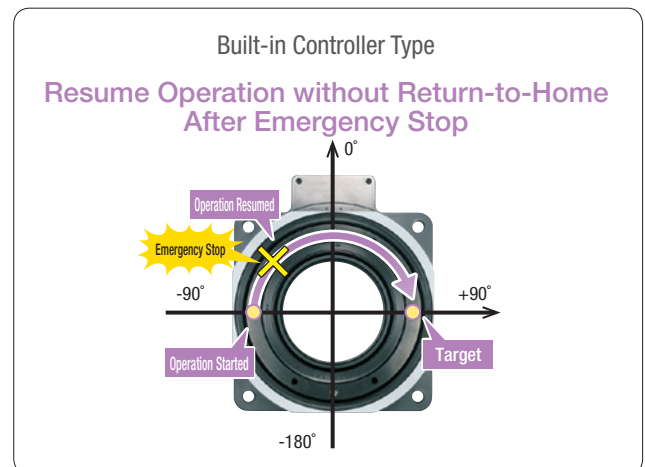 Built-in Controller Type
Resume Operation without Return-to-Home
After Emergency Stop
0˚
Operation Resumed
Emergency Stop
-90˚
+90˚
Operation Started
Target
-180˚